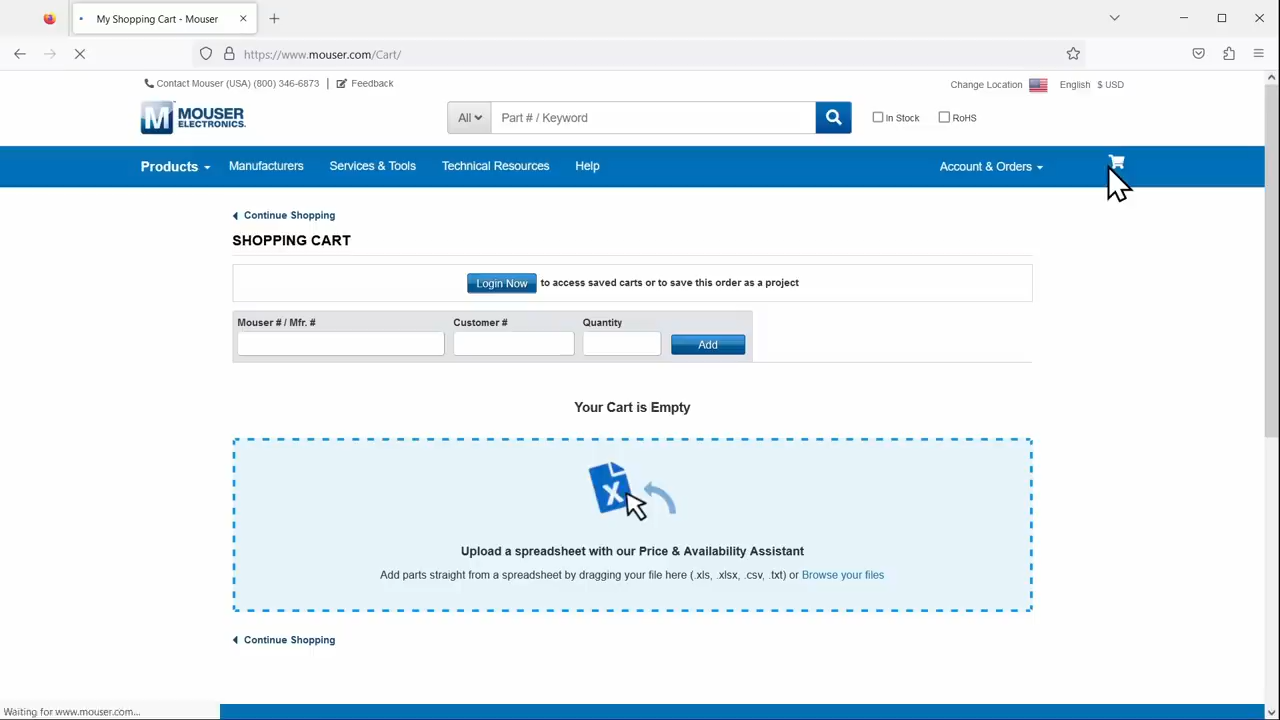 My Shopping Cart - Mouser
https://www.mouser.com/Cart/
Contact Mouser (USA) (800) 346-6873 | Feedback
Change Location English $ USD
M MOUSER ELECTRONICS
All Part # / Keyword In Stock RoHS
Products Manufacturers Services & Tools Technical Resources Help Account & Orders
Continue Shopping
SHOPPING CART
Login Now to access saved carts or to save this order as a project
Mouser # / Mfr. # Customer # Quantity
Add
Your Cart is Empty
X
Upload a spreadsheet with our Price & Availability Assistant
Add parts straight from a spreadsheet by dragging your file here (.xls, .xlsx, .csv, .txt) or Browse your files
Continue Shopping
Waiting for www.mouser.com...